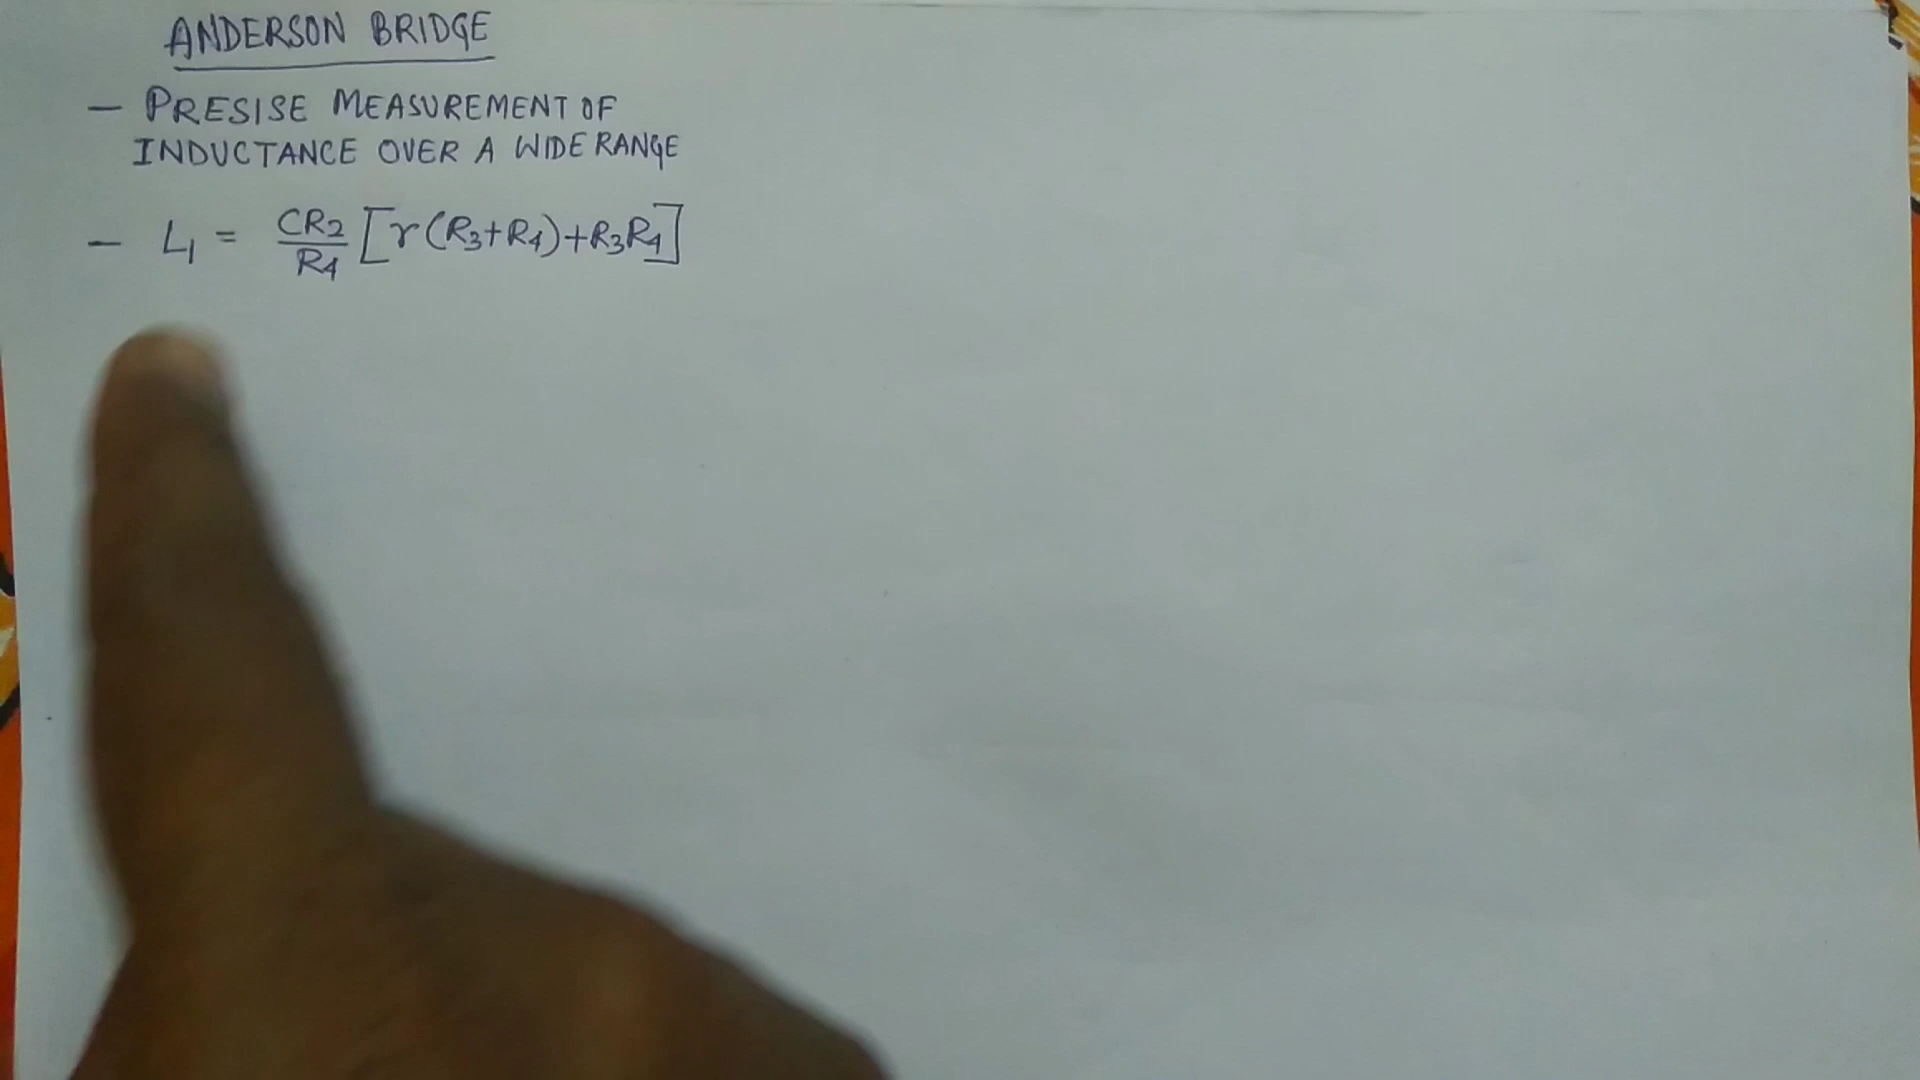 ANDERSON BRIDGE
— PRESISE MEASUREMENT OF
INDUCTANCE OVER A WIDE RANGE
— L1 = CR2/R4 [r(R3+R4)+R3R4]